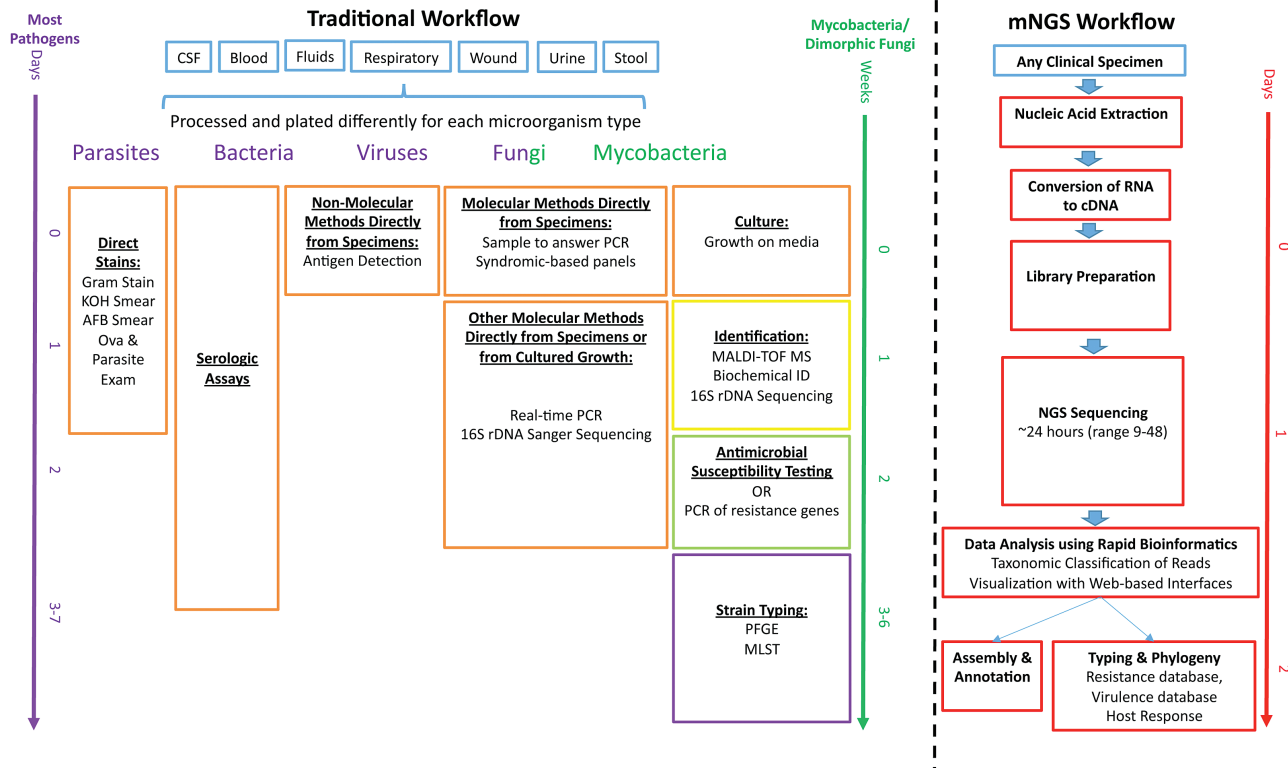 Traditional Workflow
Most
Pathogens
Days
CSF
Blood
Fluids
Respiratory
Wound
Urine
Stool
Mycobacteria/
Dimorphic Fungi
Weeks
Processed and plated differently for each microorganism type
Parasites
Bacteria
Viruses
Fungi
Mycobacteria
0
1
2
3-7
Direct
Stains:
Gram Stain
KOH Smear
AFB Smear
Ova &
Parasite
Exam
Serologic
Assays
Non-Molecular
Methods Directly
from Specimens:
Antigen Detection
Molecular Methods Directly
from Specimens:
Sample to answer PCR
Syndromic-based panels
Other Molecular Methods
Directly from Specimens or
from Cultured Growth:
Real-time PCR
16S rDNA Sanger Sequencing
Culture:
Growth on media
Identification:
MALDI-TOF MS
Biochemical ID
16S rDNA Sequencing
Antimicrobial
Susceptibility Testing
OR
PCR of resistance genes
Strain Typing:
PFGE
MLST
0
1
2
3-6
mNGS Workflow
Any Clinical Specimen
Nucleic Acid Extraction
Conversion of RNA
to cDNA
Library Preparation
NGS Sequencing
~24 hours (range 9-48)
Data Analysis using Rapid Bioinformatics
Taxonomic Classification of Reads
Visualization with Web-based Interfaces
Assembly &
Annotation
Typing & Phylogeny
Resistance database,
Virulence database
Host Response
Days
0
1
2